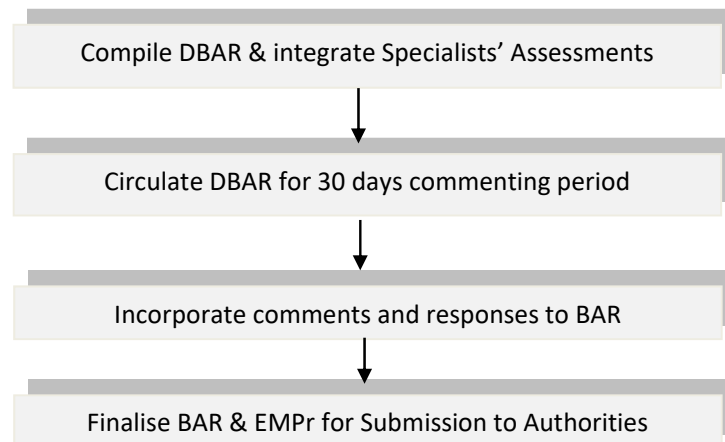 Compile DBAR & integrate Specialists’ Assessments
Circulate DBAR for 30 days commenting period
Incorporate comments and responses to BAR
Finalise BAR & EMPr for Submission to Authorities